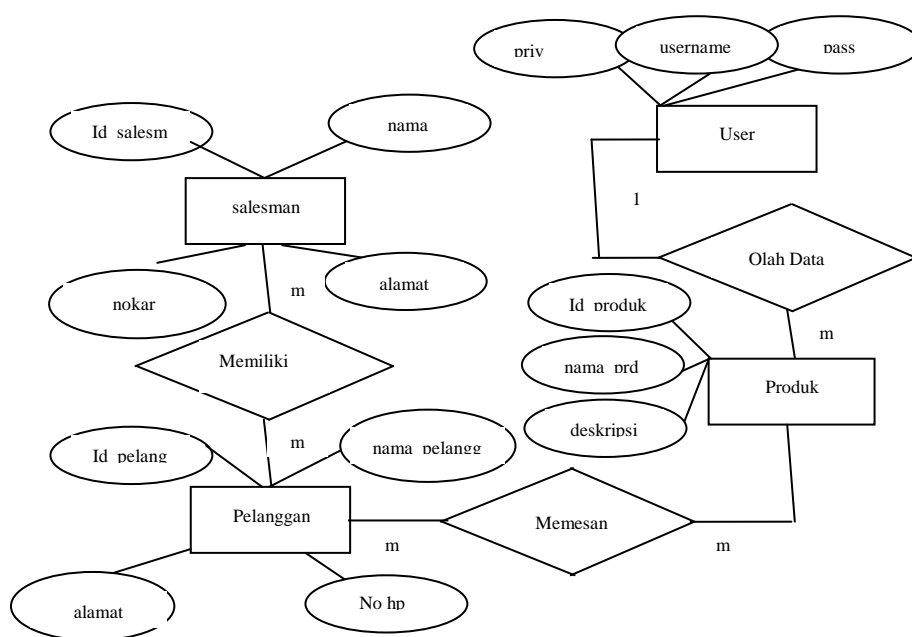 priv
username
pass
Id salesm
nama
User
salesman
1
nokar
m
alamat
Olah Data
Id produk
m
Memiliki
nama prd
Produk
deskripsi
Id pelang
m
nama pelangg
Pelanggan
m
Memesan
m
alamat
No hp